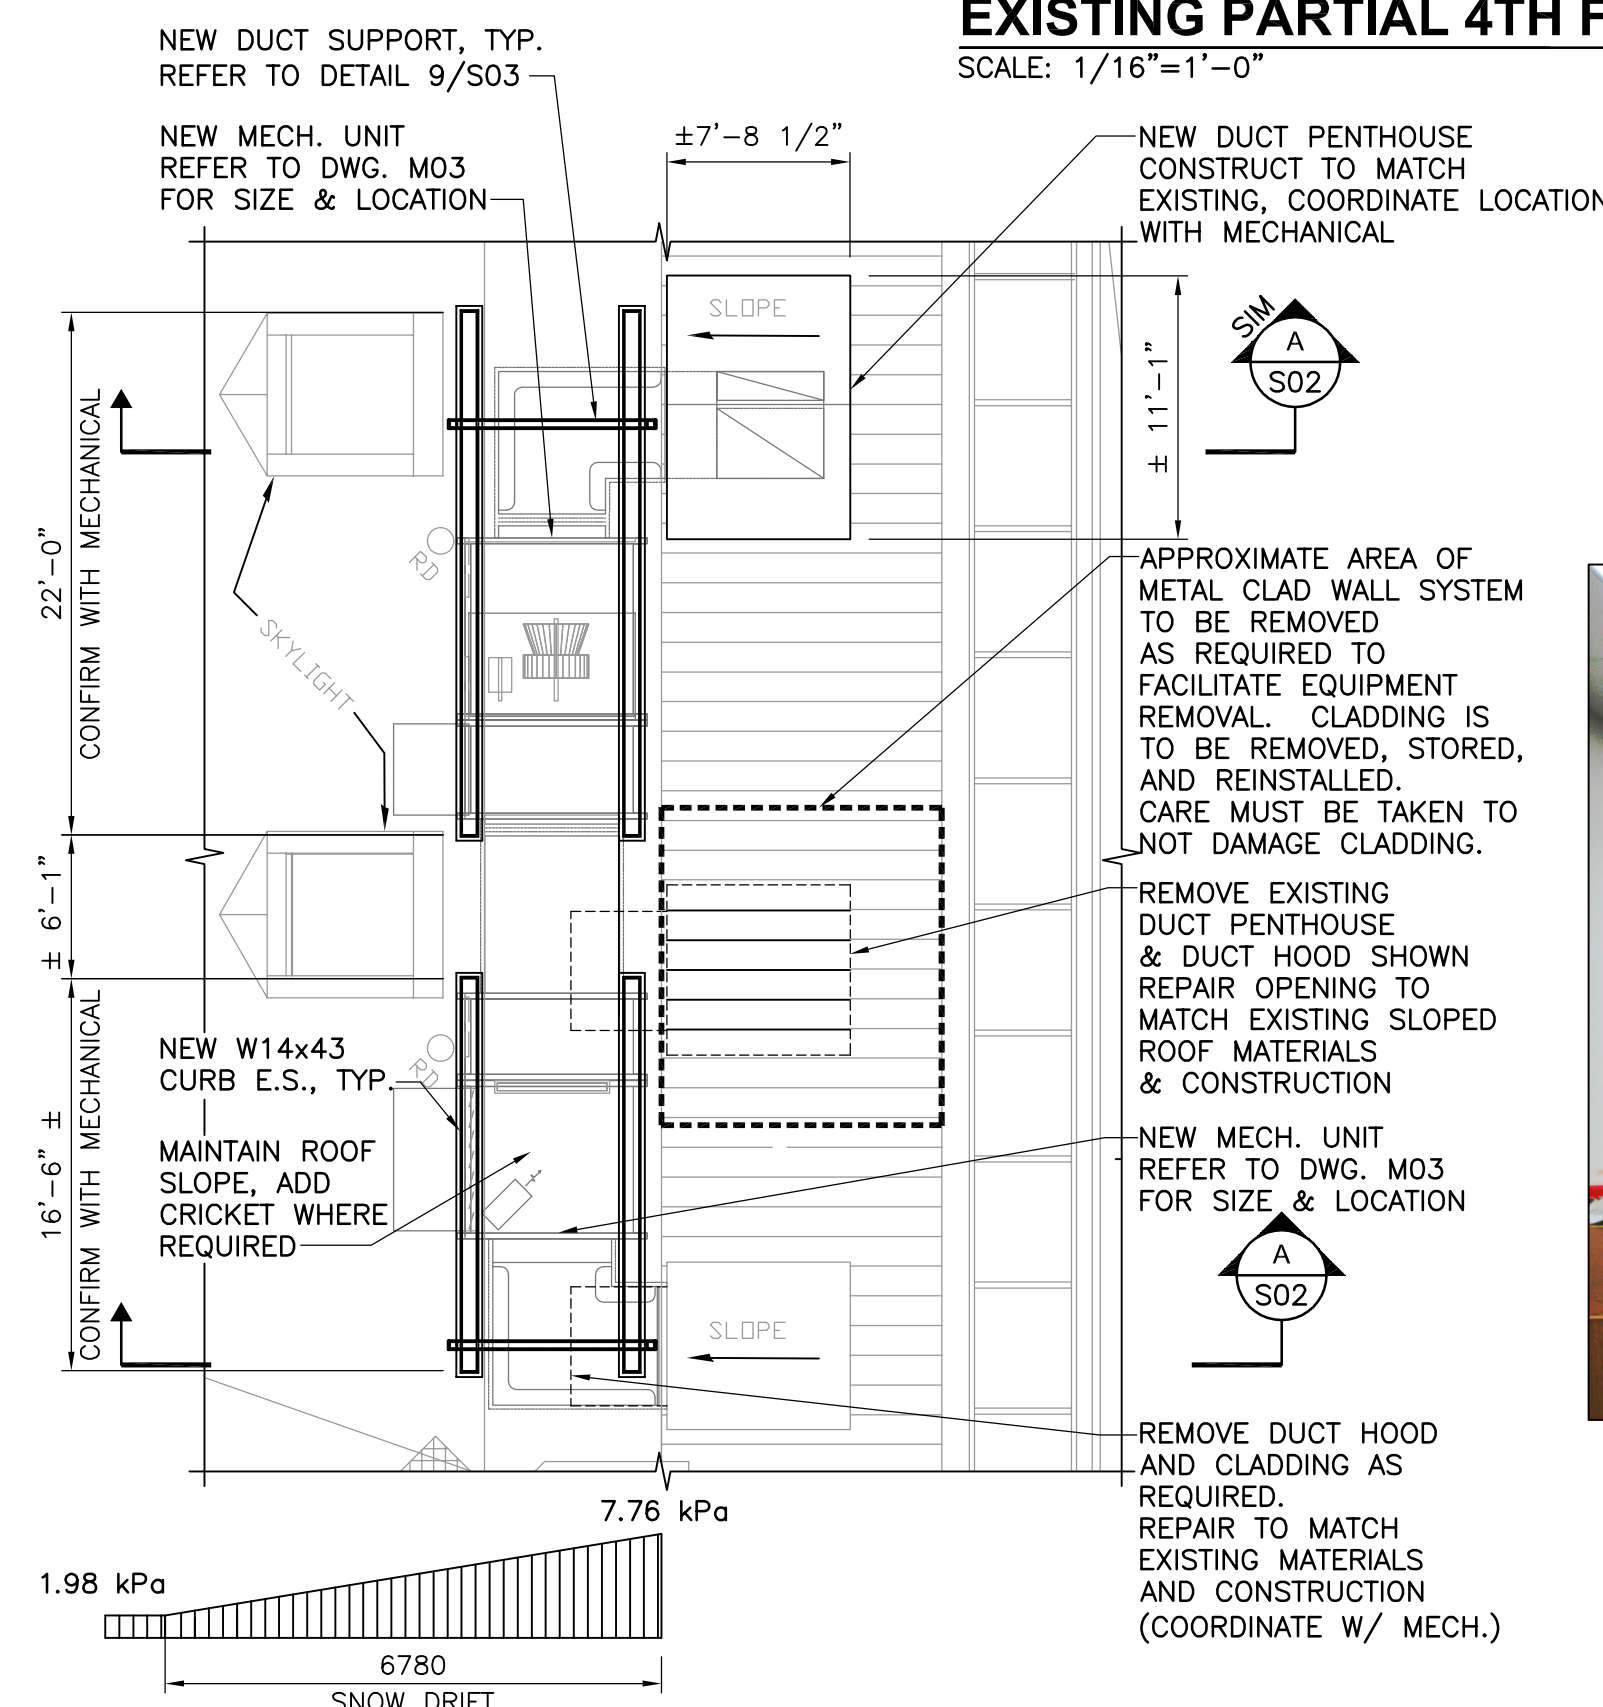 EXISTING PARTIAL 4TH F
SCALE: 1/16"=1'-0"
NEW DUCT SUPPORT, TYP.
REFER TO DETAIL 9/S03
NEW MECH. UNIT
REFER TO DWG. M03
FOR SIZE & LOCATION
±7'-8 1/2"
NEW DUCT PENTHOUSE
CONSTRUCT TO MATCH
EXISTING, COORDINATE LOCATION
WITH MECHANICAL
SLOPE
SIM
A
S02
± 11'-1"
22'-0"
CONFIRM WITH MECHANICAL
RD
SKYLIGHT
APPROXIMATE AREA OF
METAL CLAD WALL SYSTEM
TO BE REMOVED
AS REQUIRED TO
FACILITATE EQUIPMENT
REMOVAL. CLADDING IS
TO BE REMOVED, STORED,
AND REINSTALLED.
CARE MUST BE TAKEN TO
NOT DAMAGE CLADDING.
± 6'-1"
REMOVE EXISTING
DUCT PENTHOUSE
& DUCT HOOD SHOWN
REPAIR OPENING TO
MATCH EXISTING SLOPED
ROOF MATERIALS
& CONSTRUCTION
16'-6" ±
CONFIRM WITH MECHANICAL
NEW W14x43
CURB E.S., TYP.
RD
MAINTAIN ROOF
SLOPE, ADD
CRICKET WHERE
REQUIRED
NEW MECH. UNIT
REFER TO DWG. M03
FOR SIZE & LOCATION
A
S02
SLOPE
REMOVE DUCT HOOD
AND CLADDING AS
REQUIRED.
REPAIR TO MATCH
EXISTING MATERIALS
AND CONSTRUCTION
(COORDINATE W/ MECH.)
7.76 kPa
1.98 kPa
6780
SNOW DRIFT